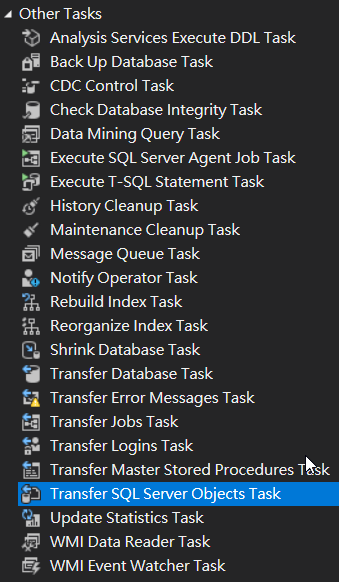 Other Tasks
Analysis Services Execute DDL Task
Back Up Database Task
CDC Control Task
Check Database Integrity Task
Data Mining Query Task
Execute SQL Server Agent Job Task
Execute T-SQL Statement Task
History Cleanup Task
Maintenance Cleanup Task
Message Queue Task
Notify Operator Task
Rebuild Index Task
Reorganize Index Task
Shrink Database Task
Transfer Database Task
Transfer Error Messages Task
Transfer Jobs Task
Transfer Logins Task
Transfer Master Stored Procedures Task
Transfer SQL Server Objects Task
Update Statistics Task
WMI Data Reader Task
WMI Event Watcher Task